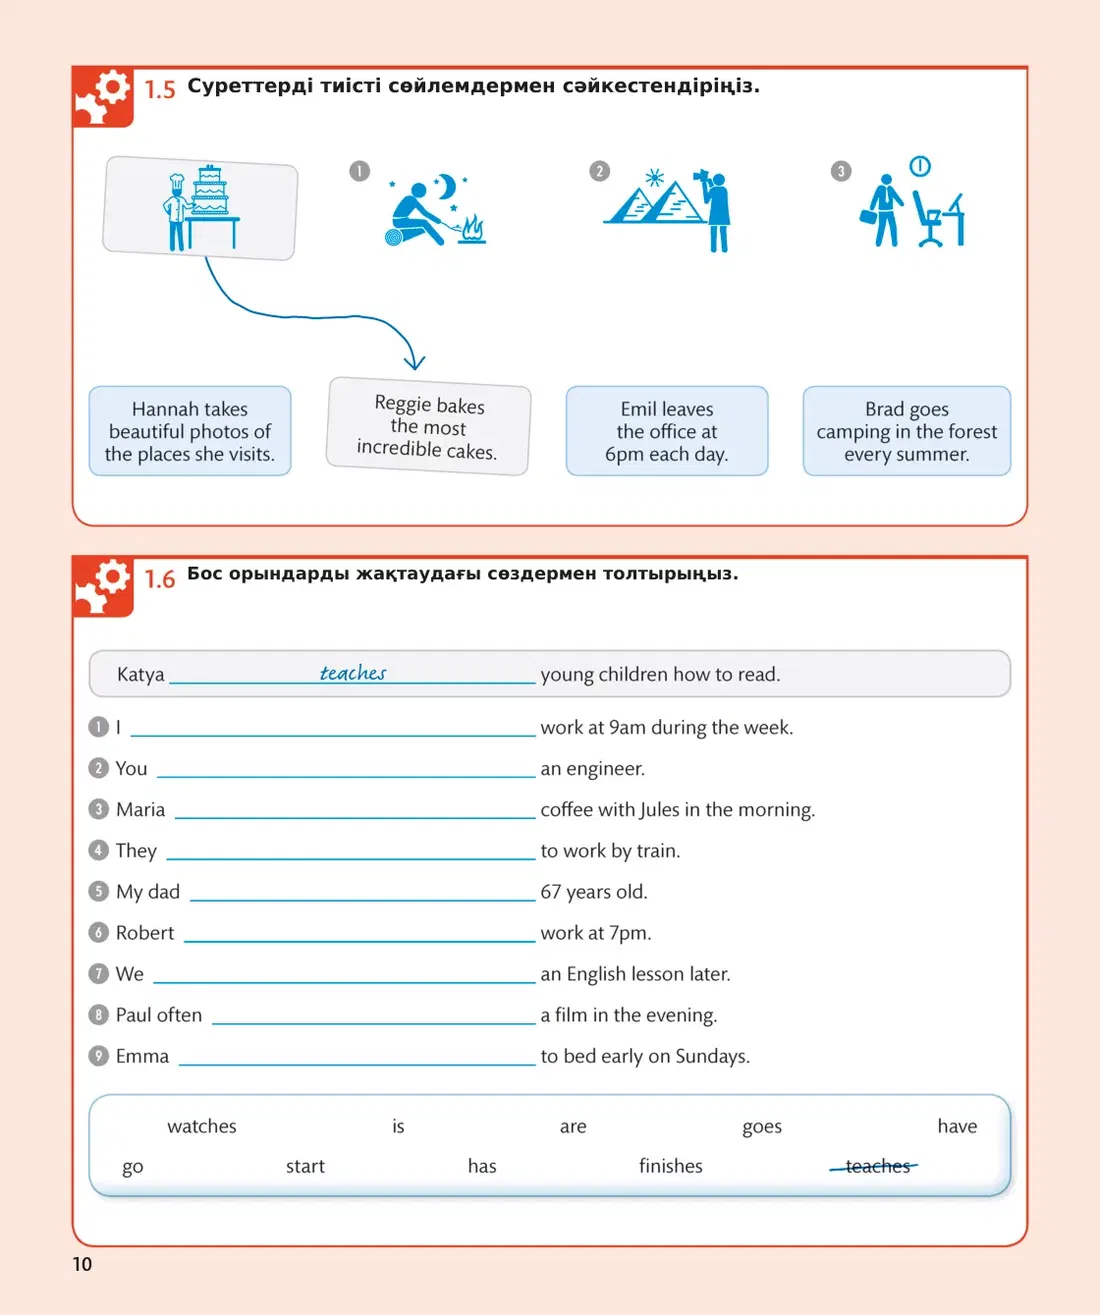 1.5 Суреттерді тиісті сөйлемдермен сәйкестендіріңіз.
1
2
3
Hannah takes
beautiful photos of
the places she visits.
Reggie bakes
the most
incredible cakes.
Emil leaves
the office at
6pm each day.
Brad goes
camping in the forest
every summer.
1.6 Бос орындарды жақтаудағы сөздермен толтырыңыз.
Katya teaches young children how to read.
1 I work at 9am during the week.
2 You an engineer.
3 Maria coffee with Jules in the morning.
4 They to work by train.
5 My dad 67 years old.
6 Robert work at 7pm.
7 We an English lesson later.
8 Paul often a film in the evening.
9 Emma to bed early on Sundays.
watches is are goes have
go start has finishes teaches
10